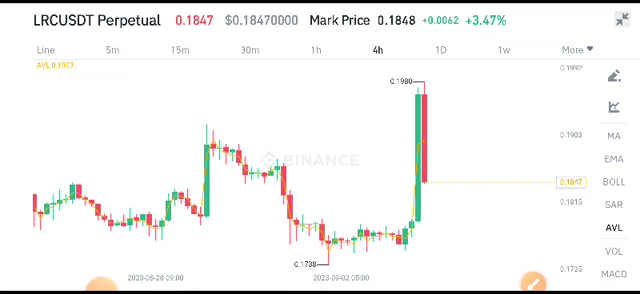 LRCUSDT Perpetual 0.1847 $0.18470000 Mark Price 0.1848 +0.0062 +3.47%
Line 5m 15m 30m 1h 4h 1D 1w More
AVL 0.1903
0.1992
0.1980
0.1903
MA
EMA
BINANCE
BOLL
0.1847
SAR
0.1815
AVL
VOL
0.1738
0.1725
MACD
2023-08-28 09:00 2023-09-02 05:00